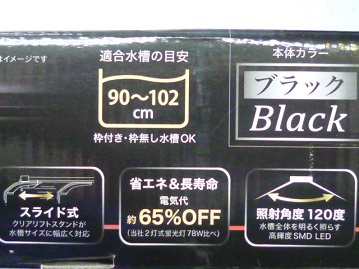 はイメージです
適合水槽の目安
90～102
cm
枠付き・枠無し水槽OK
本体カラー
ブラック
Black
スライド式
クリアリフトスタンドが
水槽サイズに幅広く対応
省エネ＆長寿命
電気代
約65%OFF
(当社2灯式蛍光灯78W比べ)
照射角度 120度
水槽全体を明るく照らす
高輝度SMD LED